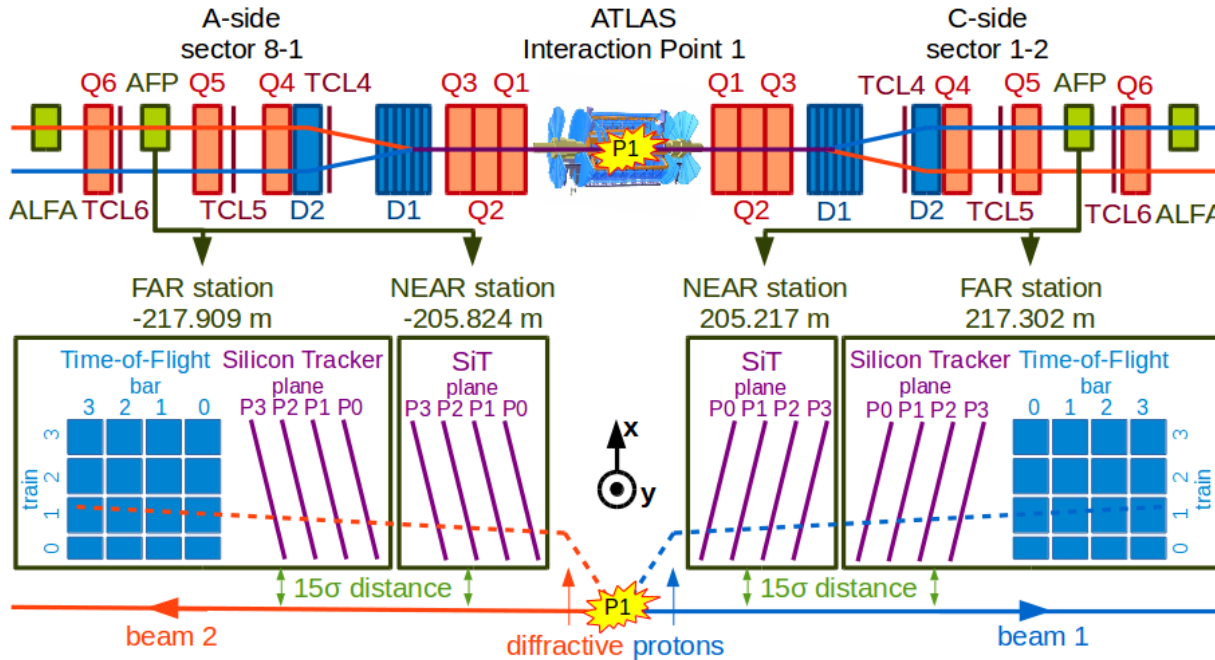 A-side
sector 8-1
ATLAS
Interaction Point 1
C-side
sector 1-2
Q6 AFP Q5 Q4 TCL4 Q3 Q1
Q1 Q3 TCL4 Q4 Q5 AFP Q6
P1
ALFA TCL6 TCL5 D2 D1 Q2
Q2 D1 D2 TCL5 TCL6 ALFA
FAR station
-217.909 m
NEAR station
-205.824 m
NEAR station
205.217 m
FAR station
217.302 m
Time-of-Flight
bar
3 2 1 0
train
3
2
1
0
Silicon Tracker
plane
P3 P2 P1 P0
SiT
plane
P3 P2 P1 P0
x
y
SiT
plane
P0 P1 P2 P3
Silicon Tracker
plane
P0 P1 P2 P3
Time-of-Flight
bar
0 1 2 3
3
2
1
0
train
15σ distance
15σ distance
P1
beam 2
diffractive protons
beam 1